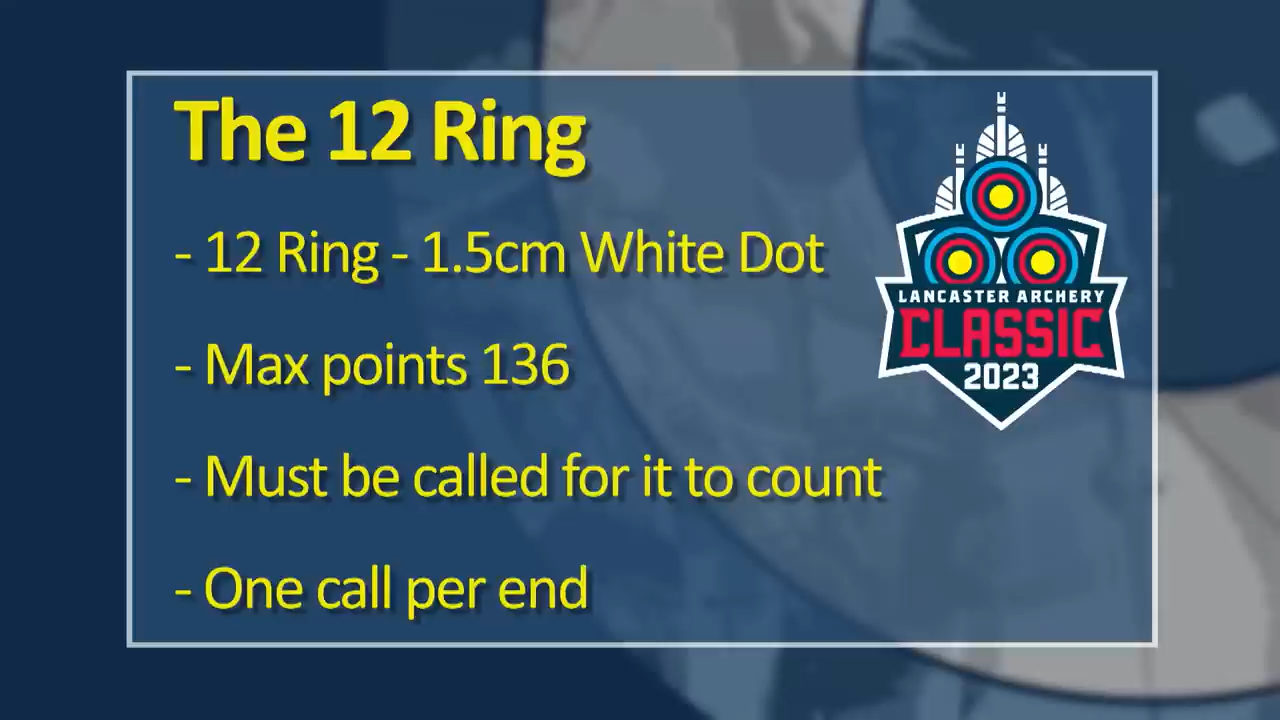 The 12 Ring
- 12 Ring - 1.5cm White Dot
- Max points 136
- Must be called for it to count
- One call per end
LANCASTER ARCHERY
CLASSIC
2023